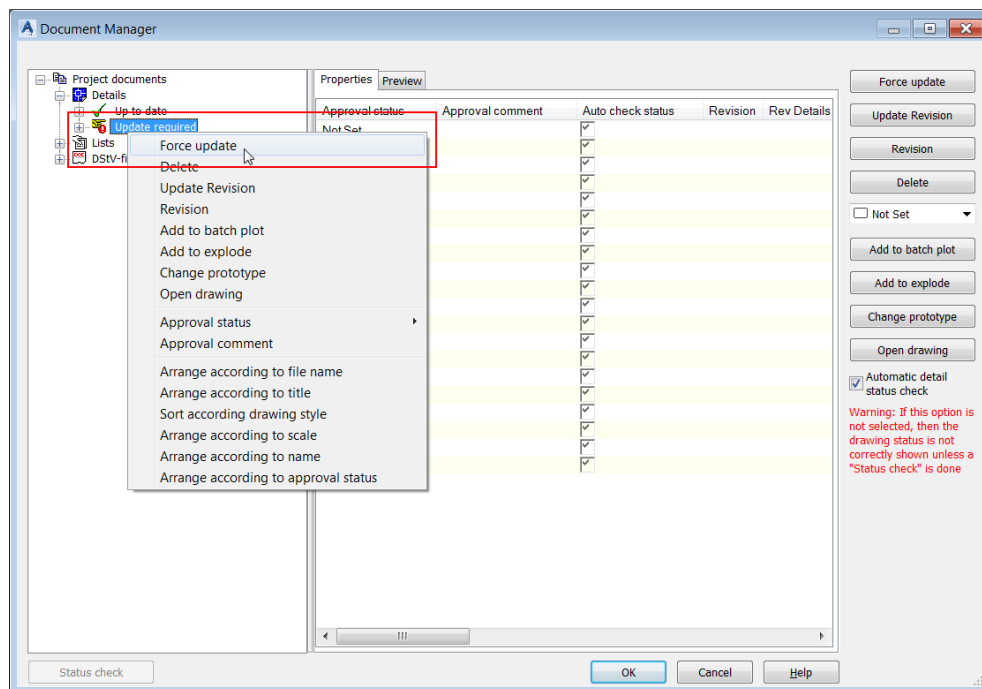 Document Manager
Project documents
Details
Up to date
Update required
Lists
DStV-fi
Force update
Delete
Update Revision
Revision
Add to batch plot
Add to explode
Change prototype
Open drawing
Approval status
Approval comment
Arrange according to file name
Arrange according to title
Sort according drawing style
Arrange according to scale
Arrange according to name
Arrange according to approval status
Properties Preview
Approval status Approval comment Auto check status Revision Rev Details
Not Set
Force update
Update Revision
Revision
Delete
Not Set
Add to batch plot
Add to explode
Change prototype
Open drawing
Automatic detail
status check
Warning: If this option is
not selected, then the
drawing status is not
correctly shown unless a
"Status check" is done
Status check OK Cancel Help